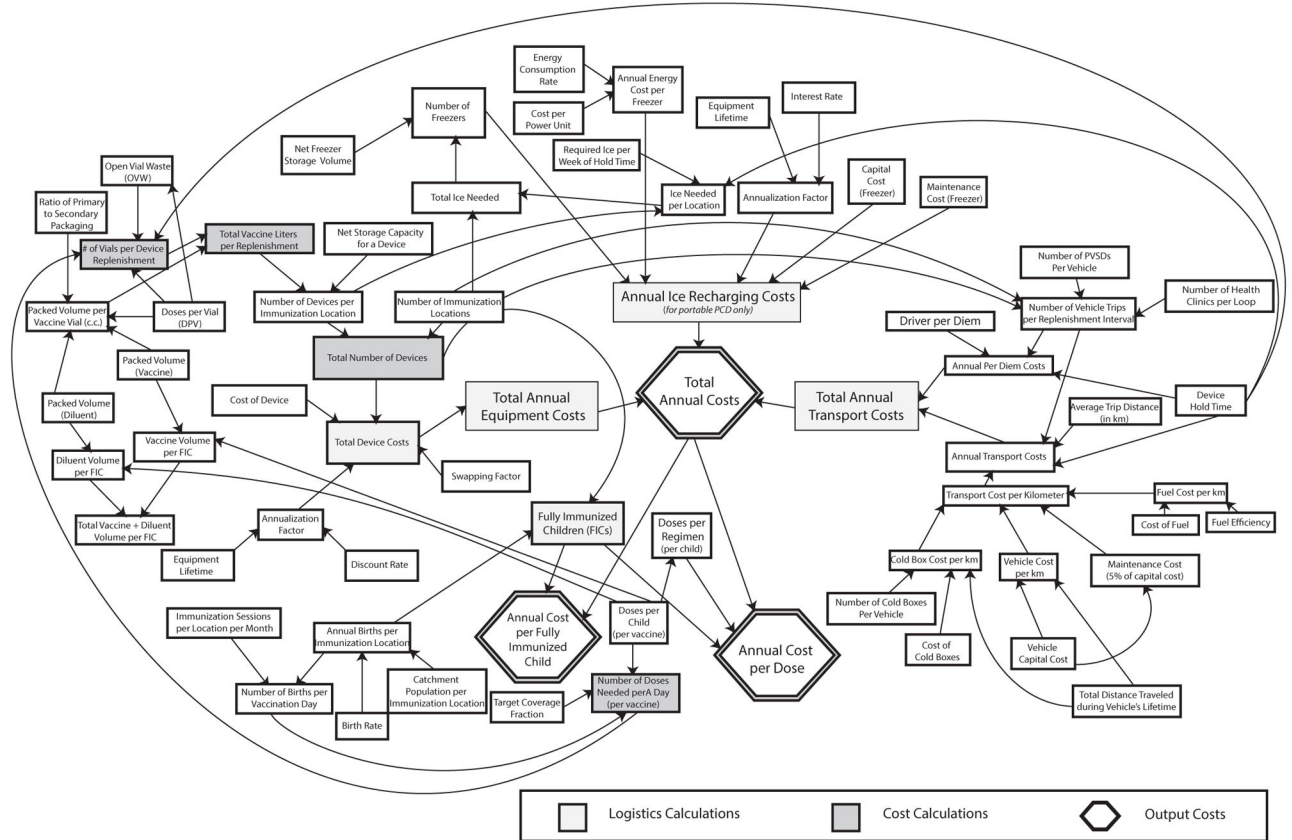 Energy
Consumption
Rate
Annual Energy
Cost per
Freezer
Cost per
Power Unit
Number of
Freezers
Equipment
Lifetime
Interest Rate
Net Freezer
Storage Volume
Required Ice per
Week of Hold Time
Open Vial Waste
(OVW)
Ratio of Primary
to Secondary
Packaging
Total Ice Needed
Ice Needed
per Location
Annualization Factor
Capital
Cost
(Freezer)
Maintenance
Cost (Freezer)
# of Vials per Device
Replenishment
Total Vaccine Liters
per Replenishment
Net Storage Capacity
for a Device
Number of PVSDs
Per Vehicle
Packed Volume per
Vaccine Vial (c.c.)
Doses per Vial
(DPV)
Number of Devices per
Immunization Location
Number of Immunization
Locations
Annual Ice Recharging Costs
(for portable PCD only)
Number of Vehicle Trips
per Replenishment Interval
Number of Health
Clinics per Loop
Driver per Diem
Packed Volume
(Vaccine)
Total Number of Devices
Annual Per Diem Costs
Packed Volume
(Diluent)
Cost of Device
Total Annual
Equipment Costs
Total
Annual Costs
Total Annual
Transport Costs
Device
Hold Time
Average Trip Distance
(in km)
Vaccine Volume
per FIC
Total Device Costs
Diluent Volume
per FIC
Swapping Factor
Annual Transport Costs
Transport Cost per Kilometer
Fuel Cost per km
Cost of Fuel
Fuel Efficiency
Total Vaccine + Diluent
Volume per FIC
Annualization
Factor
Fully Immunized
Children (FICs)
Doses per
Regimen
(per child)
Equipment
Lifetime
Discount Rate
Cold Box Cost per km
Vehicle Cost
per km
Maintenance Cost
(5% of capital cost)
Number of Cold Boxes
Per Vehicle
Immunization Sessions
per Location per Month
Annual Births per
Immunization Location
Annual Cost
per Fully
Immunized
Child
Doses per
Child
(per vaccine)
Annual Cost
per Dose
Cost of
Cold Boxes
Vehicle
Capital Cost
Number of Births per
Vaccination Day
Birth Rate
Catchment
Population per
Immunization Location
Target Coverage
Fraction
Number of Doses
Needed perA Day
(per vaccine)
Total Distance Traveled
during Vehicle's Lifetime
Logistics Calculations
Cost Calculations
Output Costs